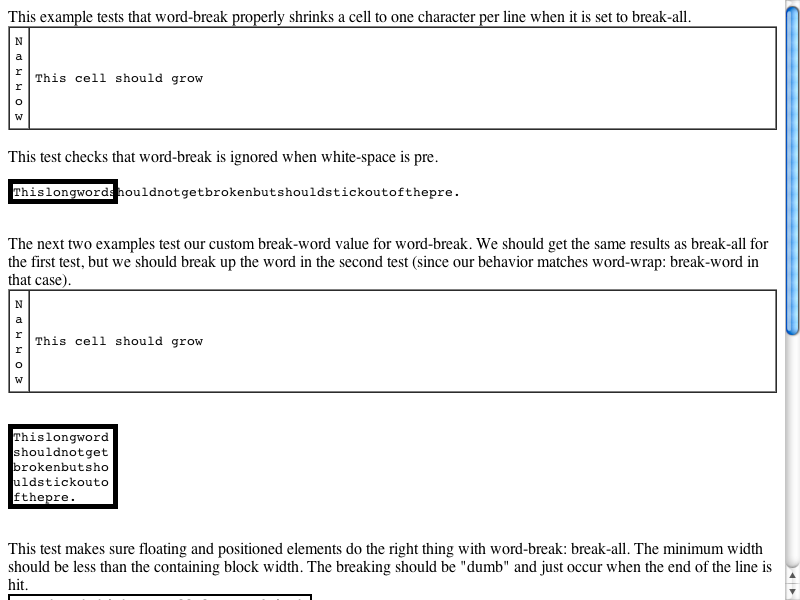 This example tests that word-break properly shrinks a cell to one character per line when it is set to break-all.
N
a
r
r
o
w
This cell should grow
This test checks that word-break is ignored when white-space is pre.
Thislongwordshouldnotgetbrokenbutshouldstickoutofthepre.
The next two examples test our custom break-word value for word-break. We should get the same results as break-all for
the first test, but we should break up the word in the second test (since our behavior matches word-wrap: break-word in
that case).
N
a
r
r
o
w
This cell should grow
Thislongword
shouldnotget
brokenbutsho
uldstickouto
fthepre.
This test makes sure floating and positioned elements do the right thing with word-break: break-all. The minimum width
should be less than the containing block width. The breaking should be "dumb" and just occur when the end of the line is
hit.